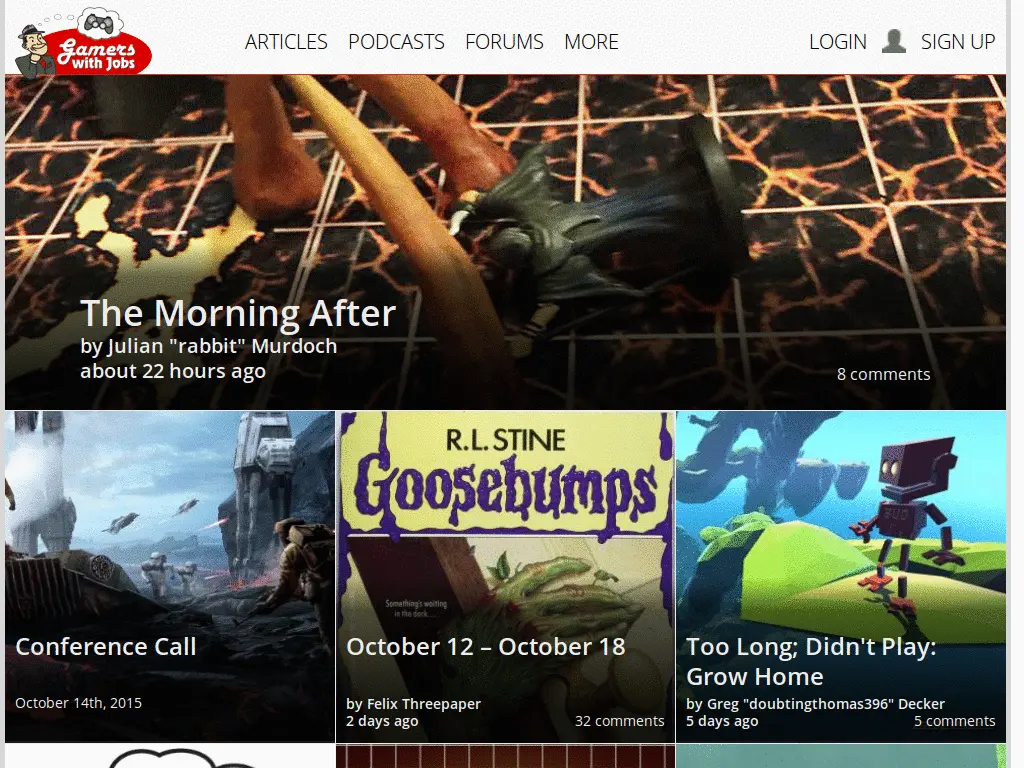 Gamers
with Jobs
ARTICLES PODCASTS FORUMS MORE
LOGIN SIGN UP
The Morning After
by Julian "rabbit" Murdoch
about 22 hours ago
8 comments
Conference Call
October 14th, 2015
R.L. STINE
Goosebumps
Something's waiting
in the dark....
October 12 – October 18
by Felix Threepaper
2 days ago
32 comments
BUD
Too Long; Didn't Play:
Grow Home
by Greg "doubtingthomas396" Decker
5 days ago
5 comments